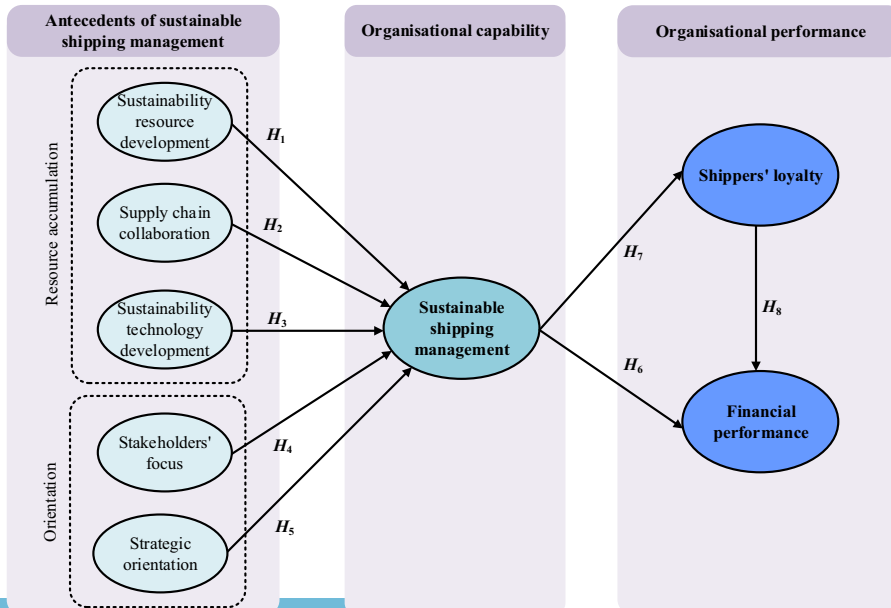 Antecedents of sustainable
shipping management
Organisational capability
Organisational performance
Resource accumulation
Sustainability
resource
development
H1
Supply chain
collaboration
H2
Sustainability
technology
development
H3
Orientation
Stakeholders'
focus
H4
Strategic
orientation
H5
Sustainable
shipping
management
H7
H6
Shippers' loyalty
H8
Financial
performance